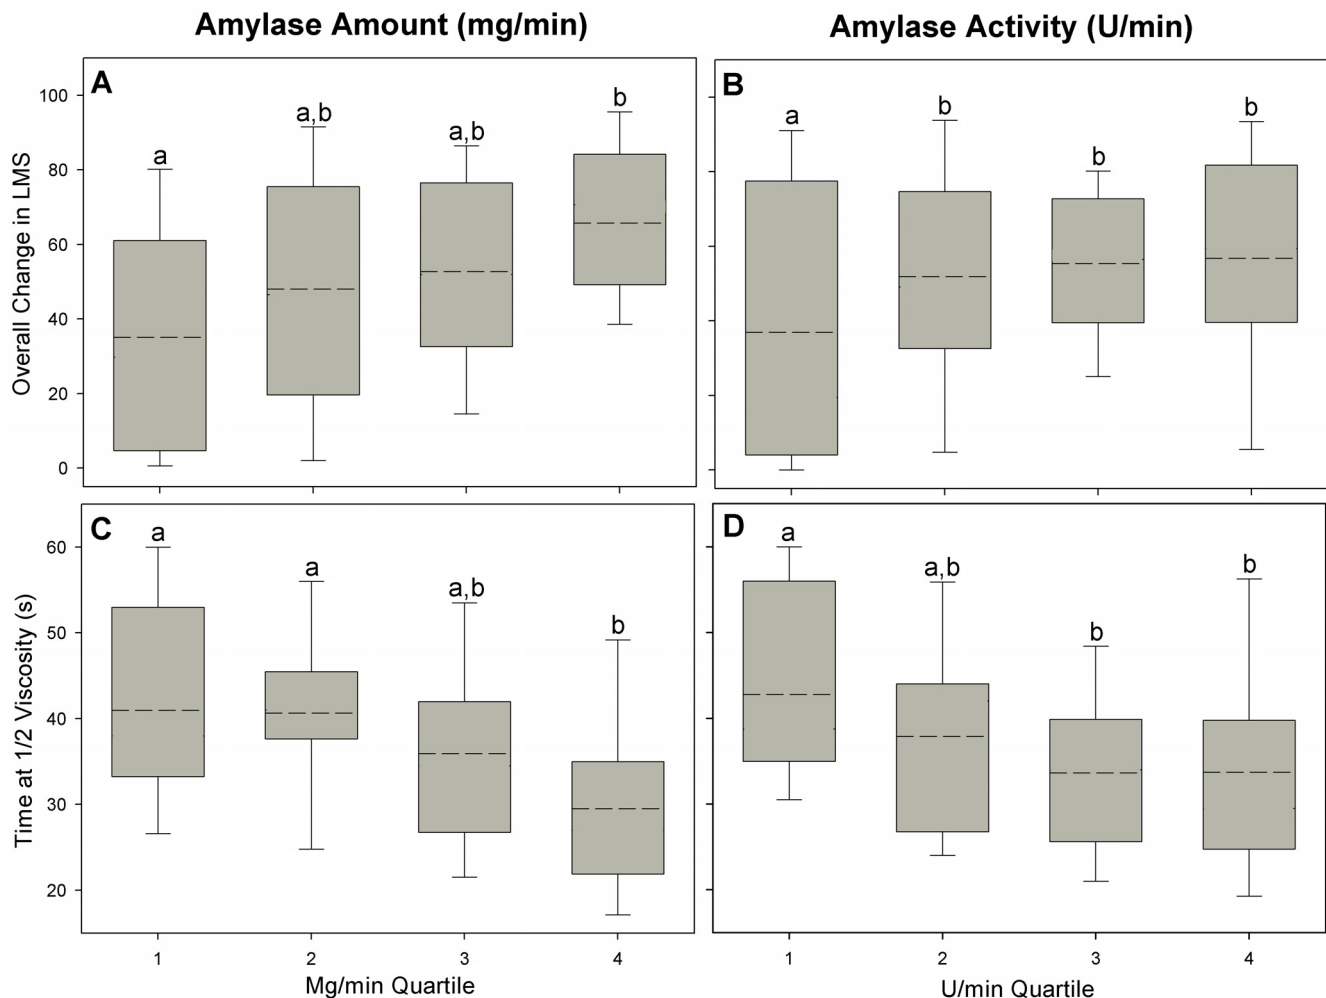 Amylase Amount (mg/min)
Amylase Activity (U/min)
A
B
Overall Change in LMS
100
80
60
40
20
0
a
a,b
a,b
b
a
b
b
b
C
D
Time at 1/2 Viscosity (s)
60
50
40
30
20
a
a
a,b
b
a
a,b
b
b
1
2
3
4
1
2
3
4
Mg/min Quartile
U/min Quartile